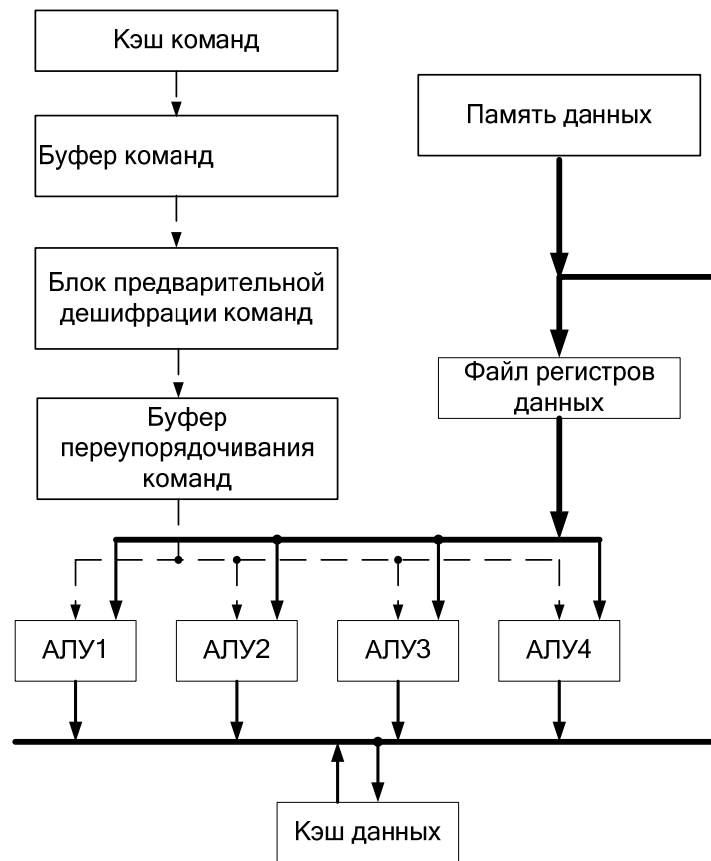 Кэш команд
Память данных
Буфер команд
Блок предварительной
дешифрации команд
Файл регистров
данных
Буфер
переупорядочивания
команд
АЛУ1
АЛУ2
АЛУ3
АЛУ4
Кэш данных